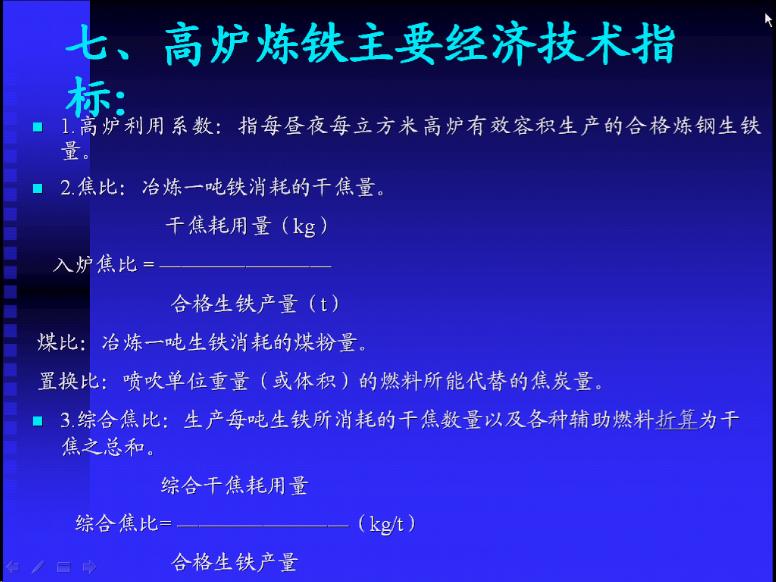 七、高炉炼铁主要经济技术指
标:
1.高炉利用系数：指每昼夜每立方米高炉有效容积生产的合格炼钢生铁
量。
2.焦比：冶炼一吨铁消耗的干焦量。
干焦耗用量（kg）
入炉焦比 = ————————
合格生铁产量（t）
煤比：冶炼一吨生铁消耗的煤粉量。
置换比：喷吹单位重量（或体积）的燃料所能代替的焦炭量。
3.综合焦比：生产每吨生铁所消耗的干焦数量以及各种辅助燃料折算为干
焦之总和。
综合干焦耗用量
综合焦比= ————————（kg/t）
合格生铁产量